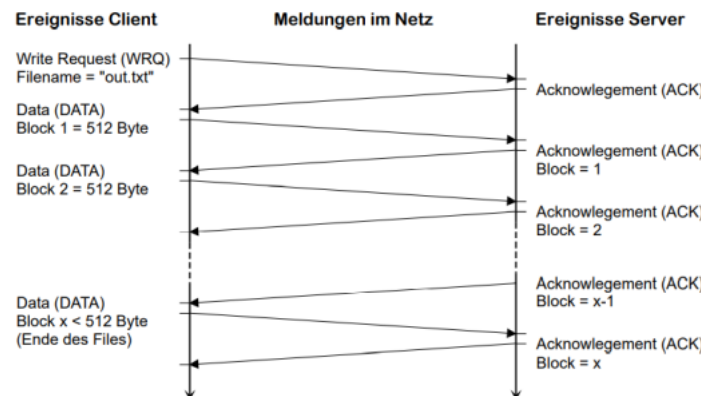 Ereignisse Client
Meldungen im Netz
Ereignisse Server
Write Request (WRQ)
Filename = "out.txt"
Acknowlegement (ACK)
Data (DATA)
Block 1 = 512 Byte
Acknowlegement (ACK)
Block = 1
Data (DATA)
Block 2 = 512 Byte
Acknowlegement (ACK)
Block = 2
Acknowlegement (ACK)
Block = x-1
Data (DATA)
Block x < 512 Byte
(Ende des Files)
Acknowlegement (ACK)
Block = x